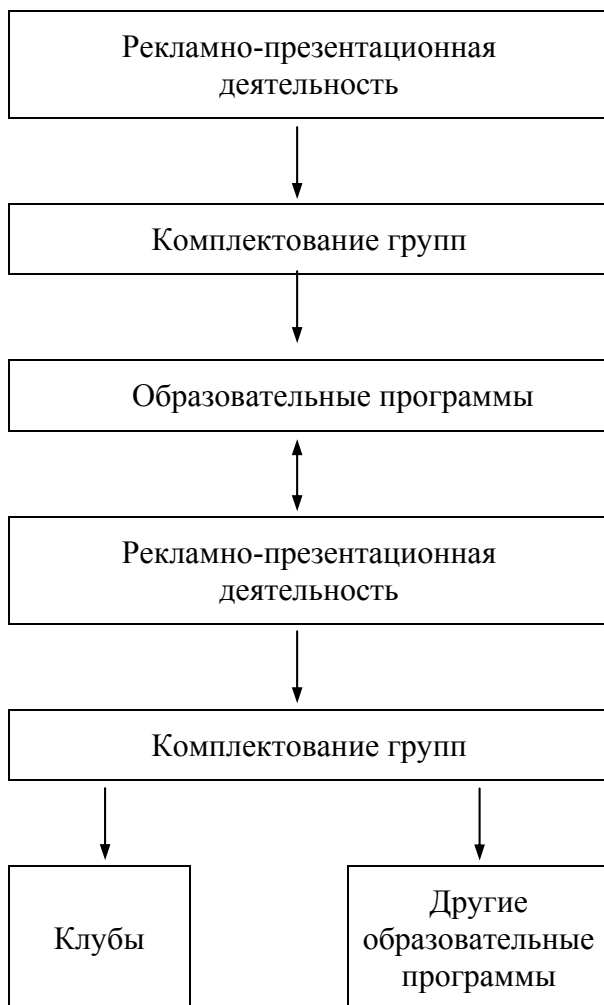 Рекламно-презентационная
деятельность
Комплектование групп
Образовательные программы
Рекламно-презентационная
деятельность
Комплектование групп
Клубы
Другие
образовательные
программы